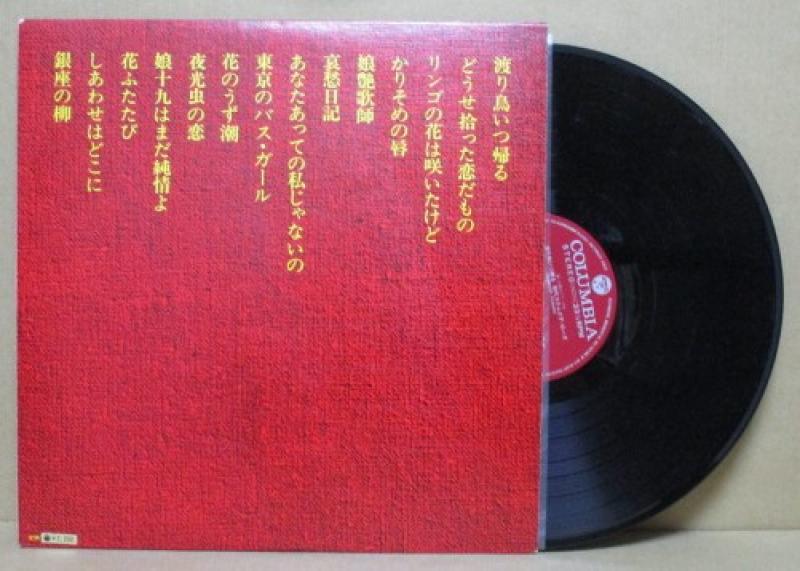 渡り鳥いつ帰る
どうせ拾った恋だもの
リンゴの花は咲いたけど
かりそめの唇
娘艶歌師
哀愁日記
あなたあっての私じゃないの
東京のバス・ガール
花のうず潮
夜光虫の恋
娘十九はまだ純情よ
花ふたたび
しあわせはどこに
銀座の柳
COLUMBIA
STEREO